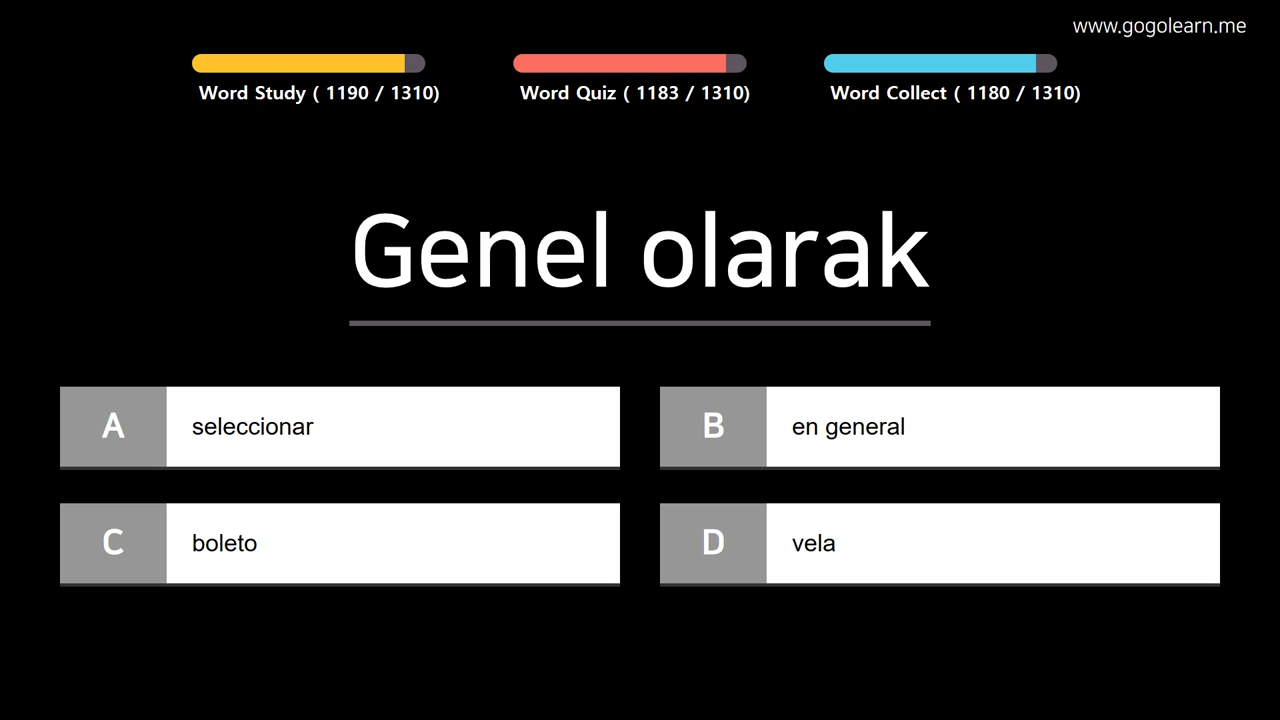 www.gogolearn.me
Word Study ( 1190 / 1310)
Word Quiz ( 1183 / 1310)
Word Collect ( 1180 / 1310)
Genel olarak
A seleccionar
B en general
C boleto
D vela